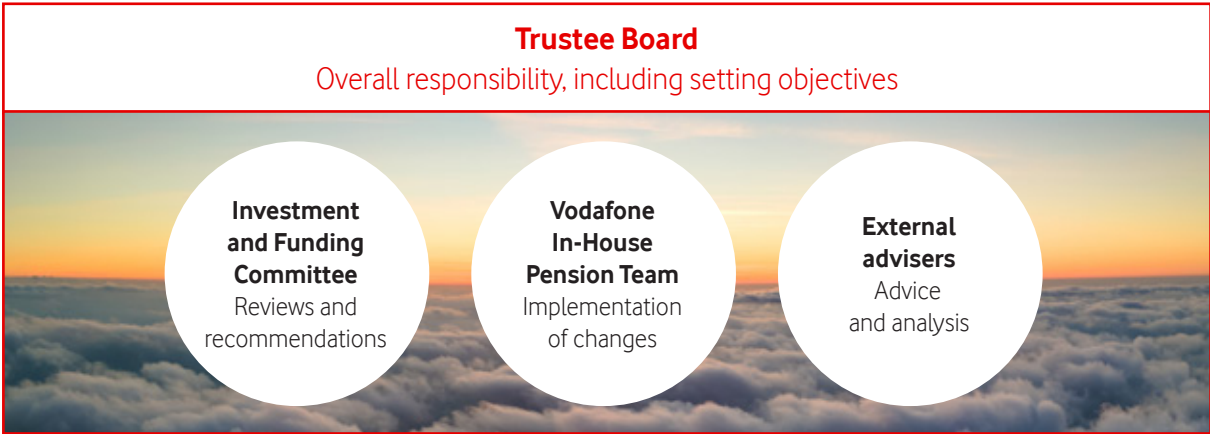 Trustee Board
Overall responsibility, including setting objectives
Investment
and Funding
Committee
Reviews and
recommendations
Vodafone
In-House
Pension Team
Implementation
of changes
External
advisers
Advice
and analysis